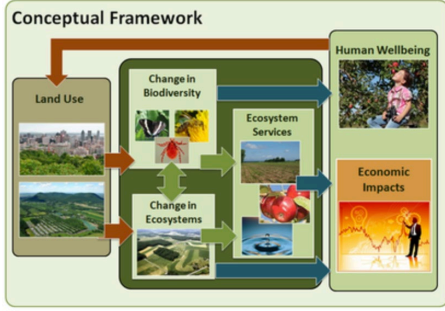 Conceptual Framework
Land Use
Change in
Biodiversity
Change in
Ecosystems
Ecosystem
Services
Human Wellbeing
Economic
Impacts